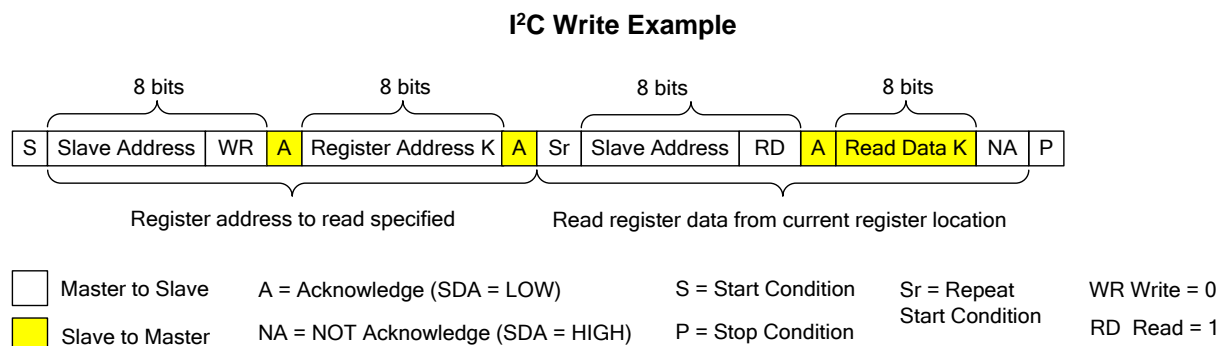 I²C Write Example
8 bits 8 bits 8 bits 8 bits
S Slave Address WR A Register Address K A Sr Slave Address RD A Read Data K NA P
Register address to read specified Read register data from current register location
Master to Slave A = Acknowledge (SDA = LOW) S = Start Condition Sr = Repeat Start Condition WR Write = 0
Slave to Master NA = NOT Acknowledge (SDA = HIGH) P = Stop Condition RD Read = 1